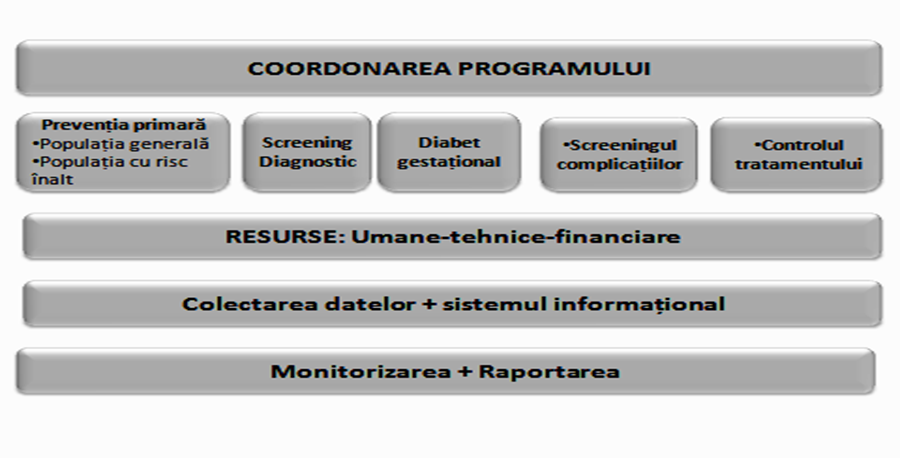 COORDONAREA PROGRAMULUI
Prevenția primară
•Populația generală
•Populația cu risc
înalt
Screening
Diagnostic
Diabet
gestațional
•Screeningul
complicațiilor
•Controlul
tratamentului
RESURSE: Umane-tehnice-financiare
Colectarea datelor + sistemul informațional
Monitorizarea + Raportarea